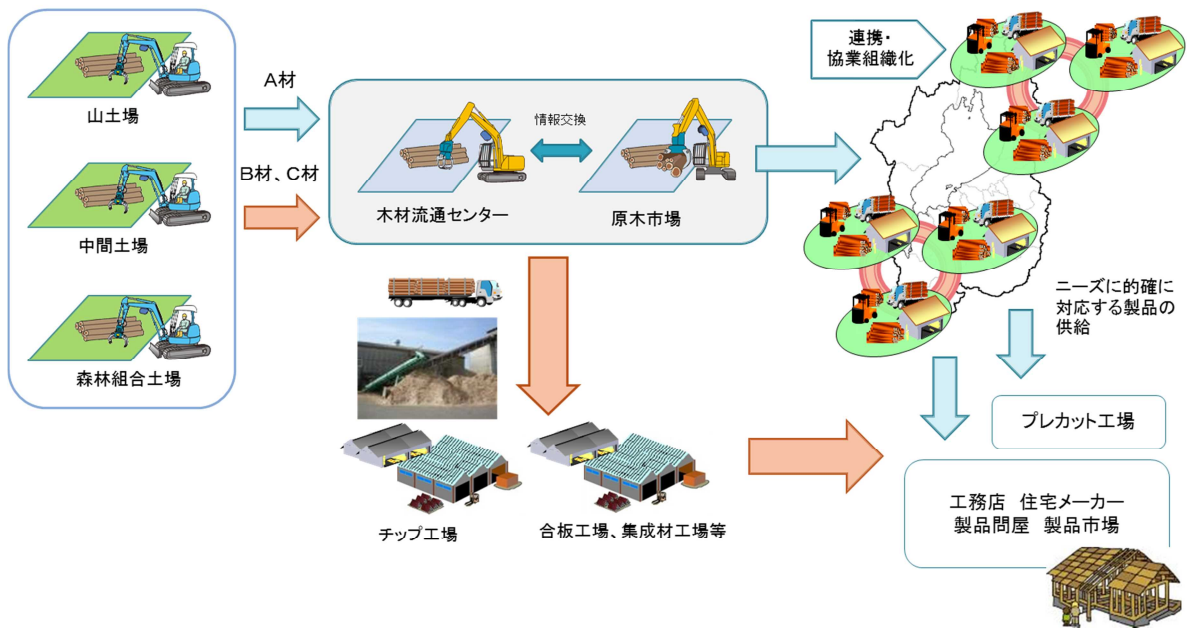 山土場
中間土場
森林組合土場
A材
B材、C材
情報交換
木材流通センター
原木市場
連携・
協業組織化
ニーズに的確に
対応する製品の
供給
チップ工場
合板工場、集成材工場等
プレカット工場
工務店　住宅メーカー
製品問屋　製品市場